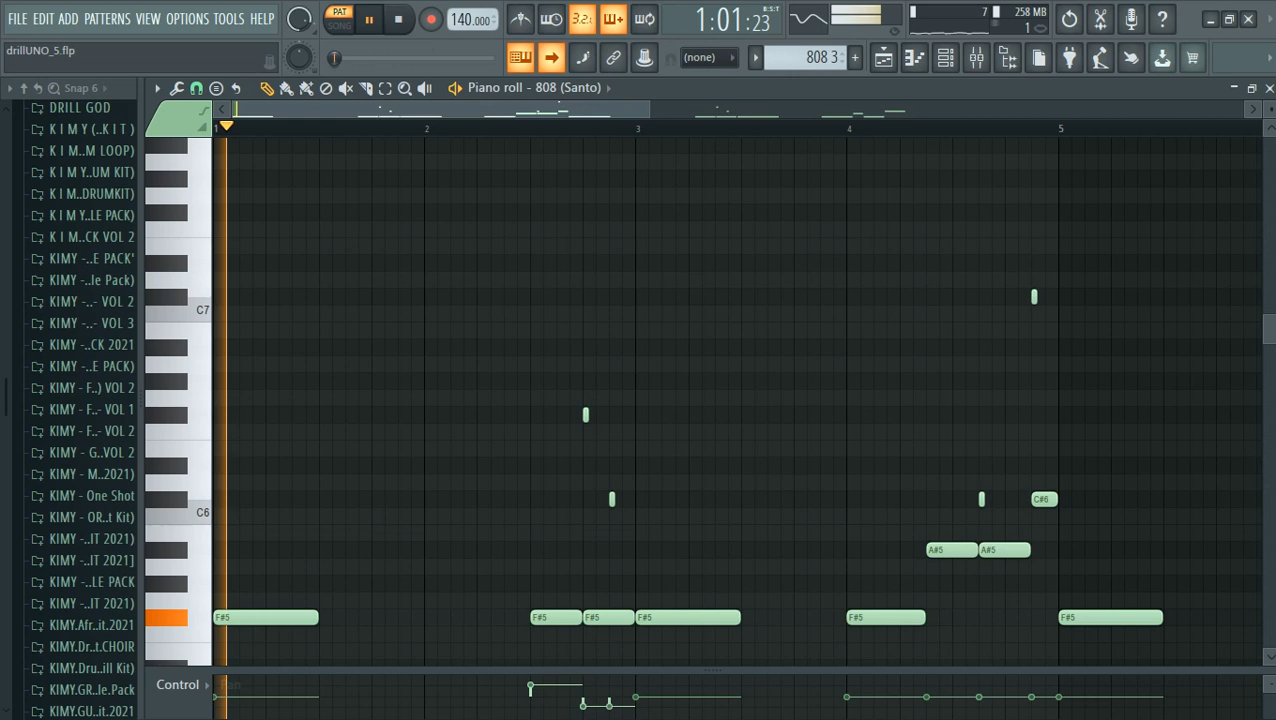 FILE EDIT ADD PATTERNS VIEW OPTIONS TOOLS HELP
PAT
SONG
140.000
3.2
1:01:23
7
258 MB
1
drillUNO_5.flp
(none)
808 3
Snap 6
Piano roll - 808 (Santo)
DRILL GOD
K I M Y (..K I T )
K I M..M LOOP)
K I M Y..UM KIT)
K I M..DRUMKIT)
K I M Y..LE PACK)
K I M..CK VOL 2
KIMY -..E PACK'
KIMY -..le Pack)
KIMY -..- VOL 2
KIMY -..- VOL 3
KIMY -..CK 2021
KIMY -..E PACK)
KIMY - F..) VOL 2
KIMY - F..- VOL 1
KIMY - F..- VOL 2
KIMY - G..VOL 2
KIMY - M..2021)
KIMY - One Shot
KIMY - OR..t Kit)
KIMY -..IT 2021)
KIMY -..IT 2021]
KIMY -..LE PACK
KIMY -..IT 2021)
KIMY.Afr..it.2021
KIMY.Dr..t.CHOIR
KIMY.Dru..ill Kit)
KIMY.GR..le.Pack
KIMY.GU..it.2021
1 2 3 4 5
C7
C6
C#6
A#5 A#5
F#5 F#5 F#5 F#5 F#5 F#5
Control
Pan